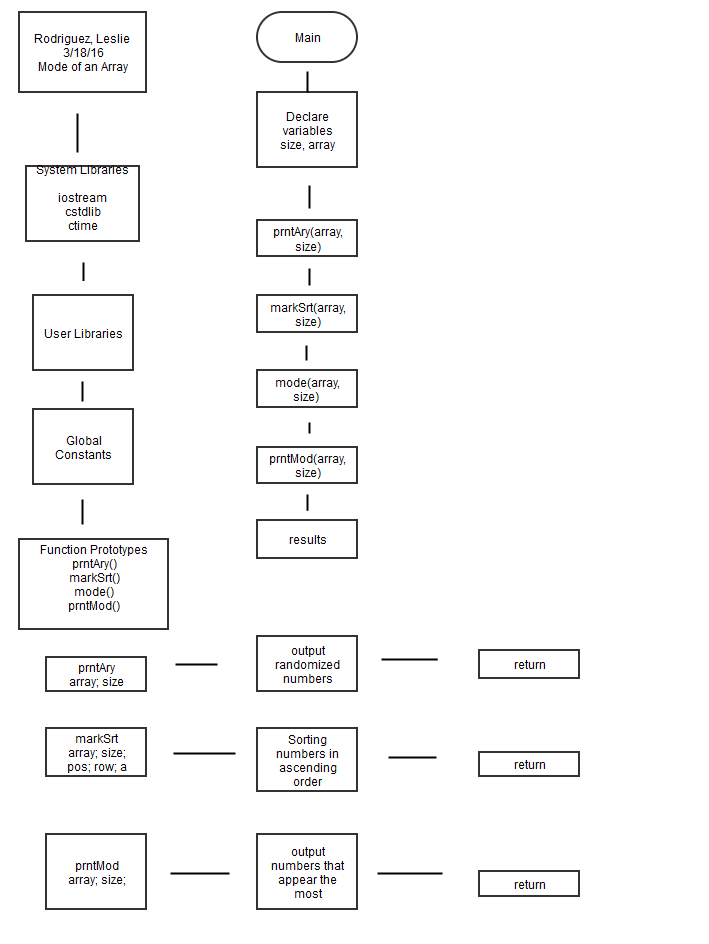 Rodriguez, Leslie
3/18/16
Mode of an Array
System Libraries
iostream
cstdlib
ctime
User Libraries
Global
Constants
Function Prototypes
prntAry()
markSrt()
mode()
prntMod()
Main
Declare
variables
size, array
prntAry(array,
size)
markSrt(array,
size)
mode(array,
size)
prntMod(array,
size)
results
prntAry
array; size
output
randomized
numbers
return
markSrt
array; size;
pos; row; a
Sorting
numbers in
ascending
order
return
prntMod
array; size;
output
numbers that
appear the
most
return